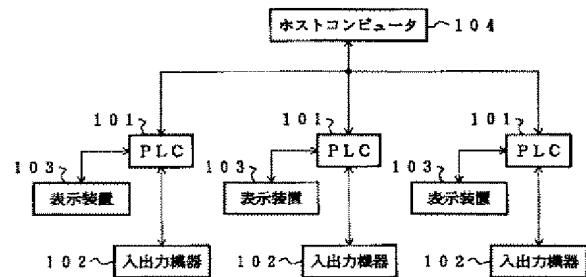 ホストコンピュータ 104
101 101 101
PLC PLC PLC
103 103 103
表示装置 表示装置 表示装置
102 入出力機器 102 入出力機器 102 入出力機器